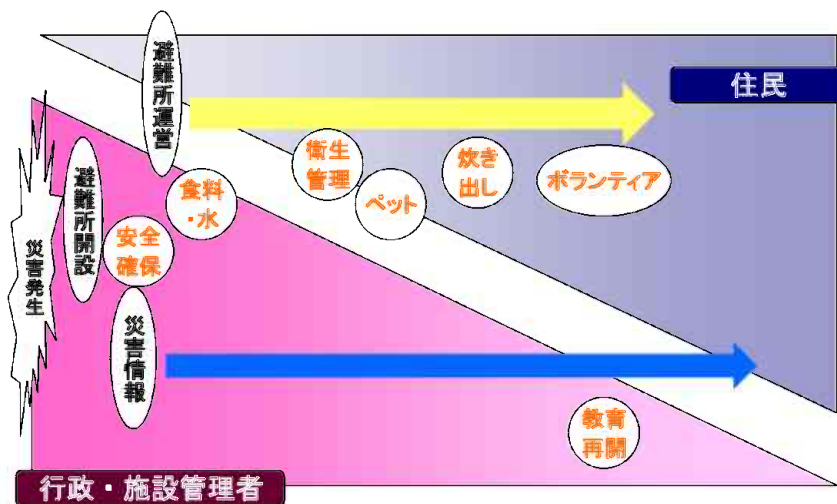 避難所運営
住民
衛生
管理
炊き
出し
ボランティア
食料
・水
ペット
避難所開設
安全
確保
災害発生
災害情報
教育
再開
行政・施設管理者